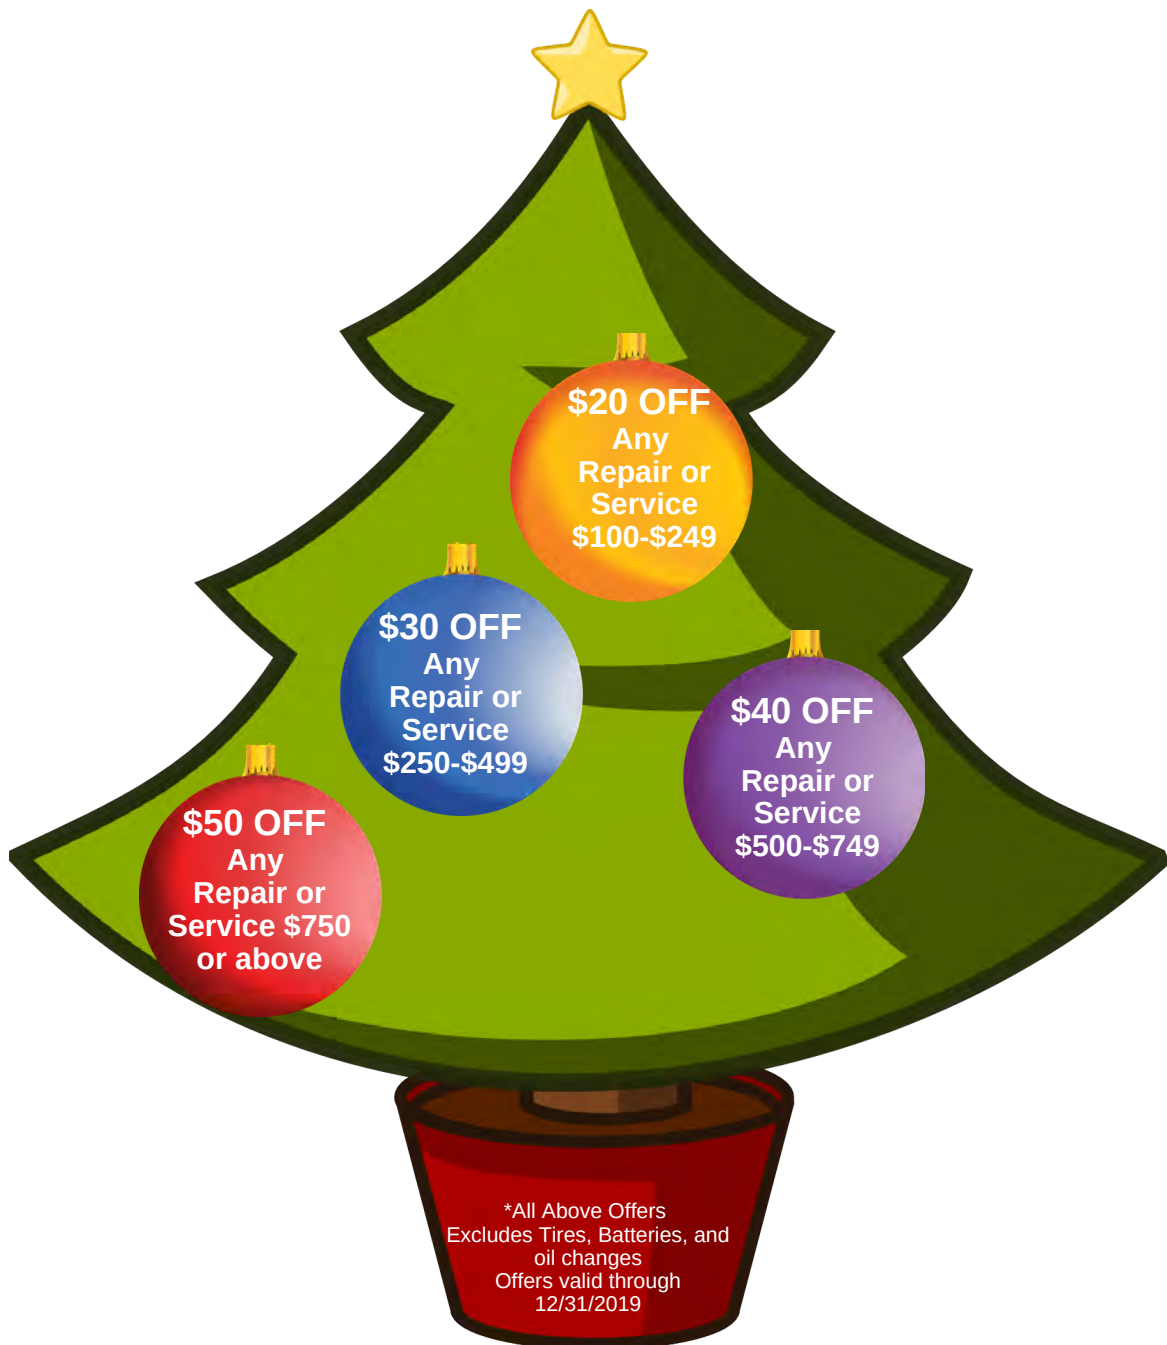 $20 OFF
Any
Repair or
Service
$100-$249
$30 OFF
Any
Repair or
Service
$250-$499
$40 OFF
Any
Repair or
Service
$500-$749
$50 OFF
Any
Repair or
Service $750
or above
*All Above Offers
Excludes Tires, Batteries, and
oil changes
Offers valid through
12/31/2019